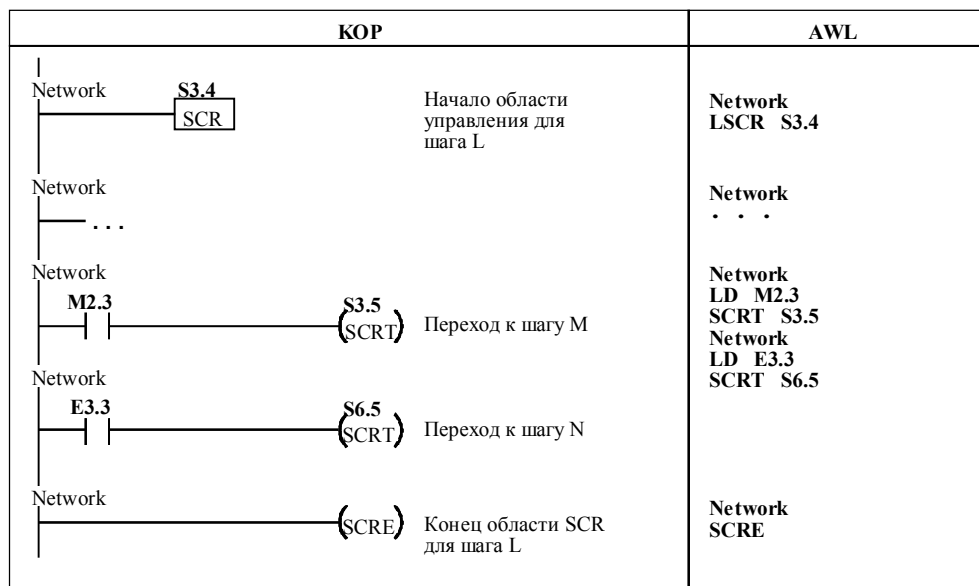 KOP
AWL
Network
S3.4
SCR
Начало области
управления для
шага L
Network
LSCR S3.4
Network
...
Network
. . .
Network
M2.3
S3.5
SCRT
Переход к шагу M
Network
LD M2.3
SCRT S3.5
Network
LD E3.3
SCRT S6.5
Network
E3.3
S6.5
SCRT
Переход к шагу N
Network
SCRE
Конец области SCR
для шага L
Network
SCRE